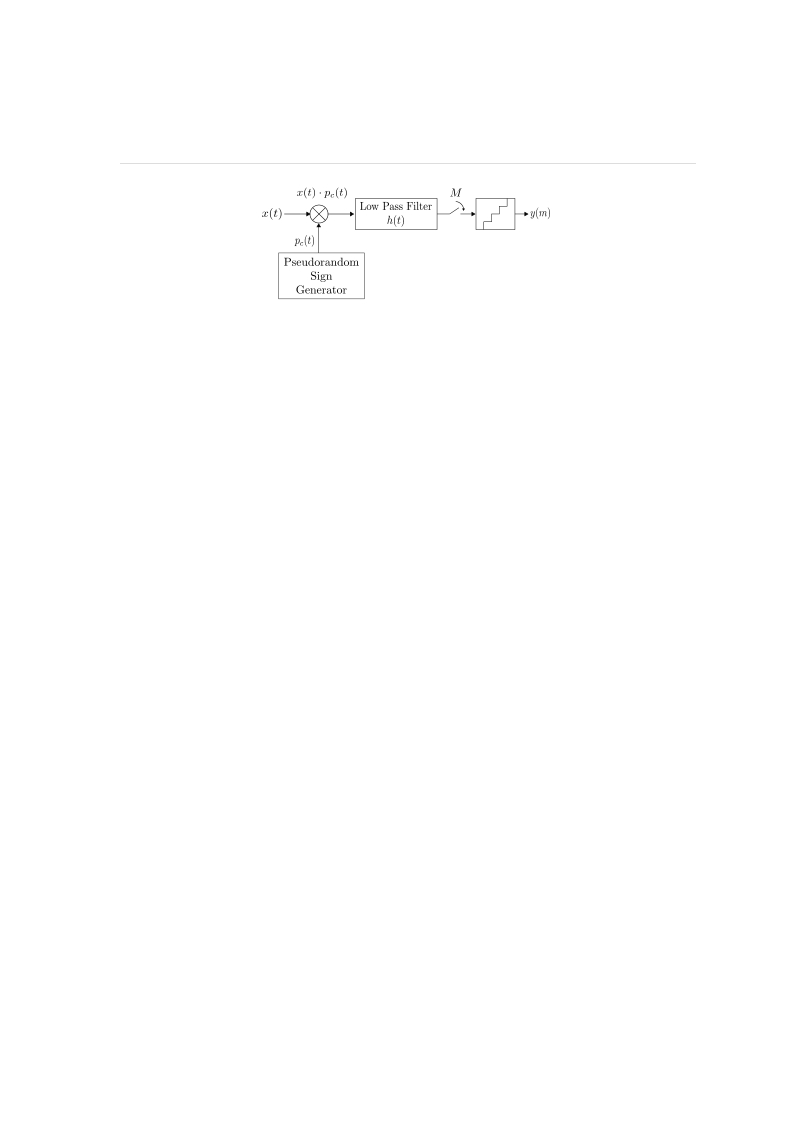 x(t) · p_c(t)
M
x(t)
Low Pass Filter
h(t)
y(m)
p_c(t)
Pseudorandom
Sign
Generator